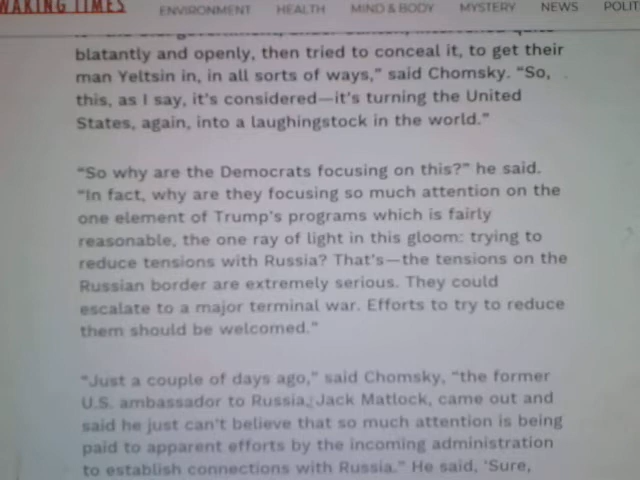 WAKING TIMES ENVIRONMENT HEALTH MIND & BODY MYSTERY NEWS POLIT
blatantly and openly, then tried to conceal it, to get their
man Yeltsin in, in all sorts of ways,” said Chomsky. “So,
this, as I say, it’s considered—it’s turning the United
States, again, into a laughingstock in the world.”
“So why are the Democrats focusing on this?” he said.
“In fact, why are they focusing so much attention on the
one element of Trump’s programs which is fairly
reasonable, the one ray of light in this gloom: trying to
reduce tensions with Russia? That’s—the tensions on the
Russian border are extremely serious. They could
escalate to a major terminal war. Efforts to try to reduce
them should be welcomed.”
“Just a couple of days ago,” said Chomsky, “the former
U.S. ambassador to Russia, Jack Matlock, came out and
said he just can’t believe that so much attention is being
paid to apparent efforts by the incoming administration
to establish connections with Russia.” He said, ‘Sure,